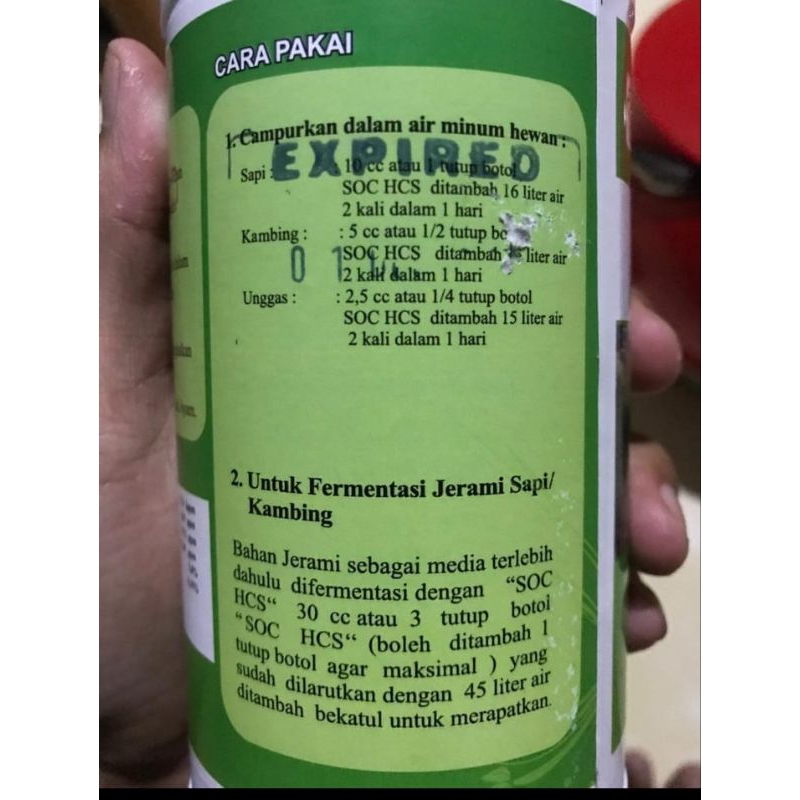 CARA PAKAI
1. Campurkan dalam air minum hewan :
EXPIRED
Sapi : 10 cc atau 1 tutup botol
SOC HCS ditambah 16 liter air
2 kali dalam 1 hari
Kambing : : 5 cc atau 1/2 tutup
SOC HCS ditambah liter air
0 1
2 kali dalam 1 hari
Unggas : : 2,5 cc atau 1/4 tutup botol
SOC HCS ditambah 15 liter air
2 kali dalam 1 hari
2. Untuk Fermentasi Jerami Sapi/
Kambing
Bahan Jerami sebagai media terlebih
dahulu difermentasi dengan “SOC
HCS“ 30 cc atau 3 tutup botol
“SOC HCS“ (boleh ditambah 1
tutup botol agar maksimal ) yang
sudah dilarutkan dengan 45 liter air
ditambah bekatul untuk merapatkan.